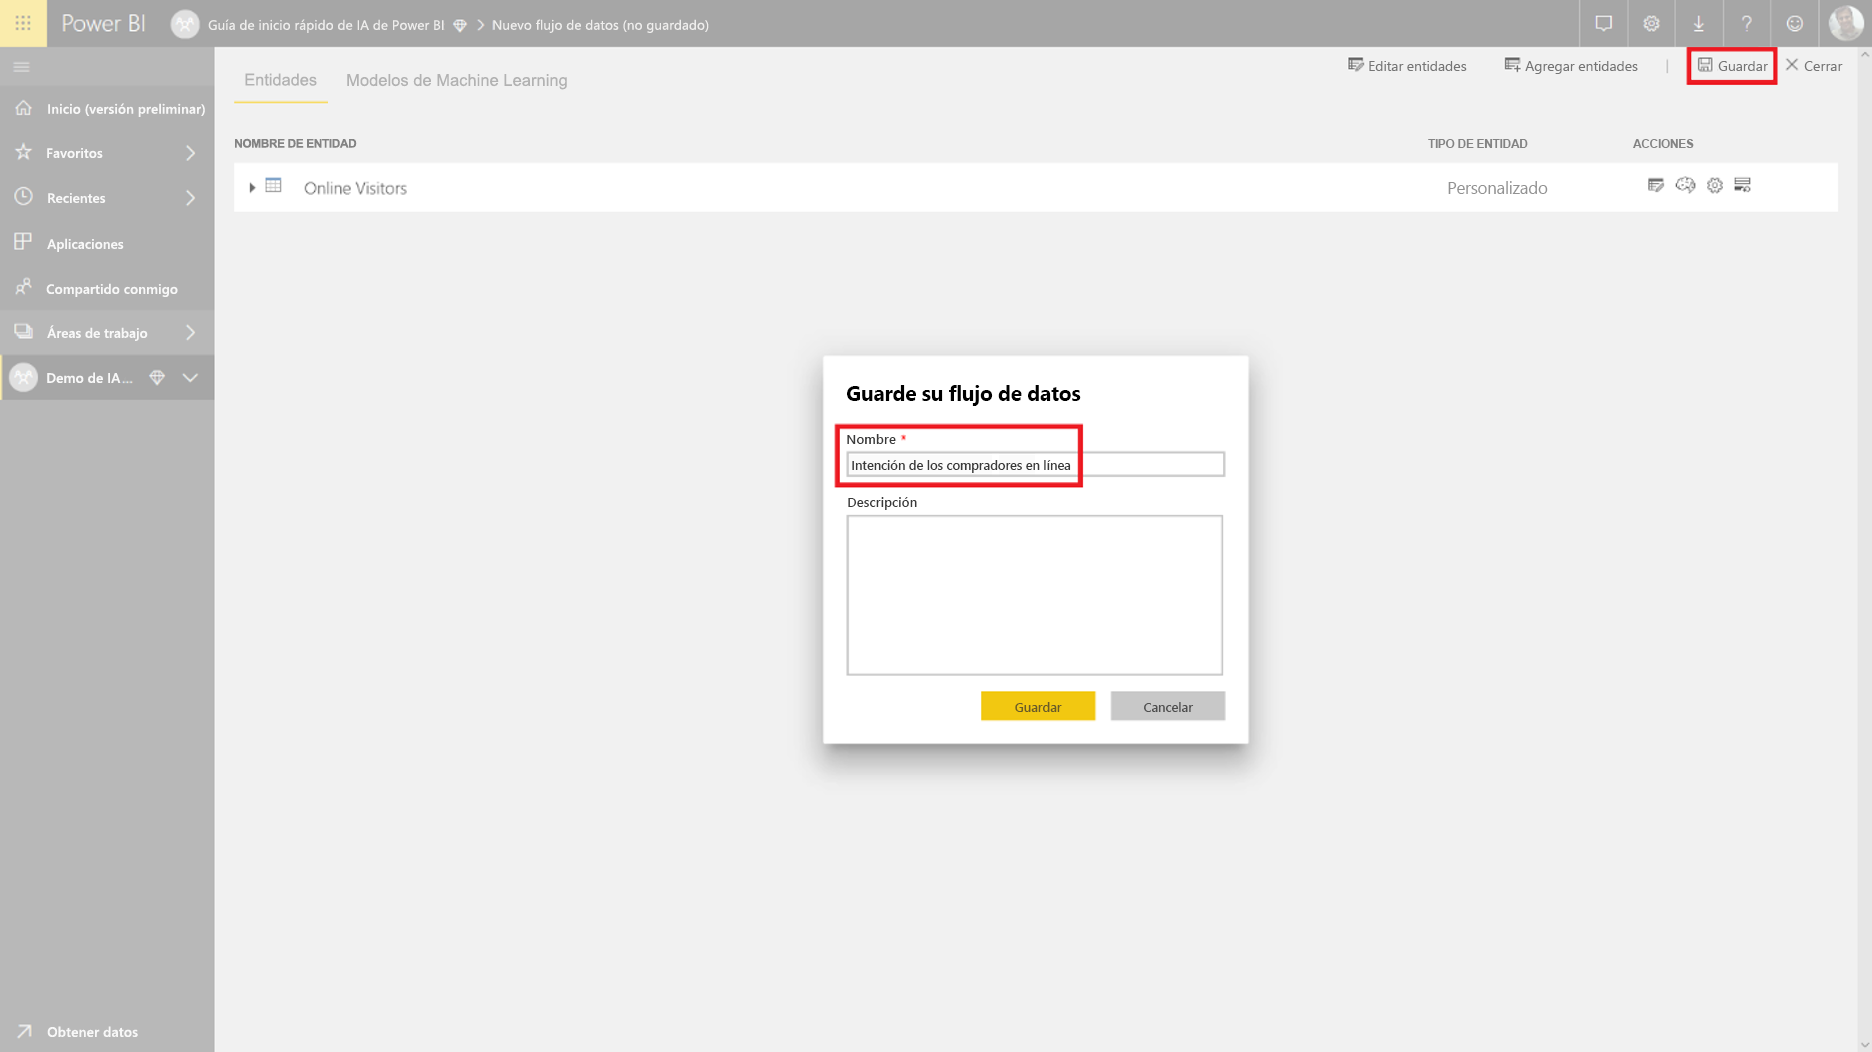 Power BI
Guía de inicio rápido de IA de Power BI
Nuevo flujo de datos (no guardado)
?
Entidades
Modelos de Machine Learning
Editar entidades
Agregar entidades
|
Guardar
Cerrar
Inicio (versión preliminar)
Favoritos
Recientes
Aplicaciones
Compartido conmigo
Áreas de trabajo
Demo de IA...
Obtener datos
NOMBRE DE ENTIDAD
TIPO DE ENTIDAD
ACCIONES
Online Visitors
Personalizado
Guarde su flujo de datos
Nombre *
Intención de los compradores en línea
Descripción
Guardar
Cancelar